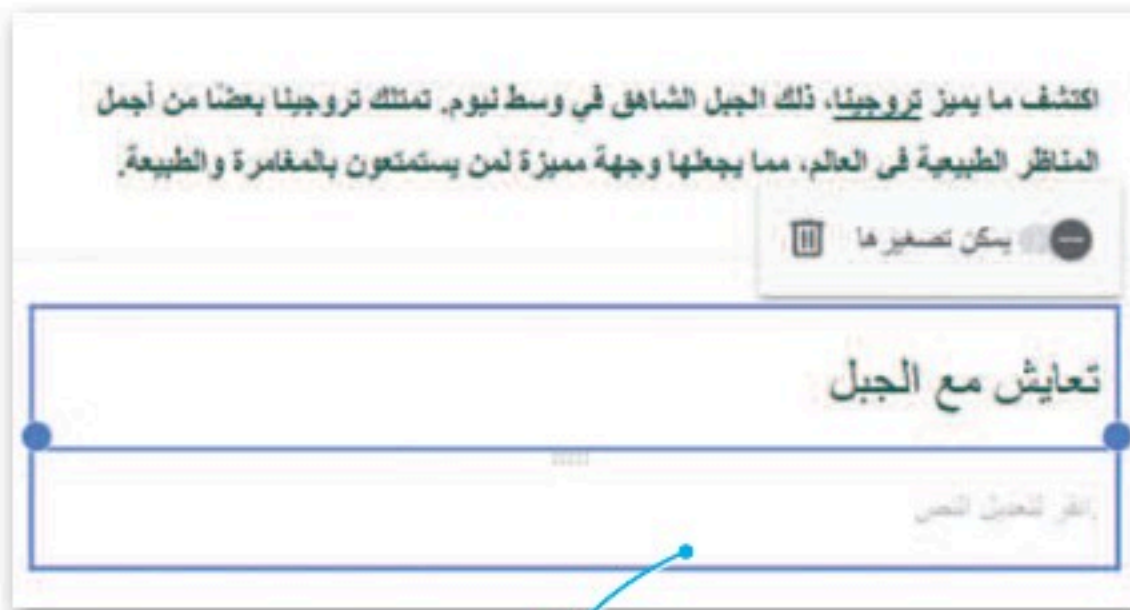 اكتشف ما يميز تروجينا، ذلك الجبل الشاهق في وسط نيوم. تمتلك تروجينا بعضًا من أجمل
المناظر الطبيعية في العالم، مما يجعلها وجهة مميزة لمن يستمتعون بالمغامرة والطبيعة.
يمكن تصغيرها
تعايش مع الجبل
انقر لتعديل النص.